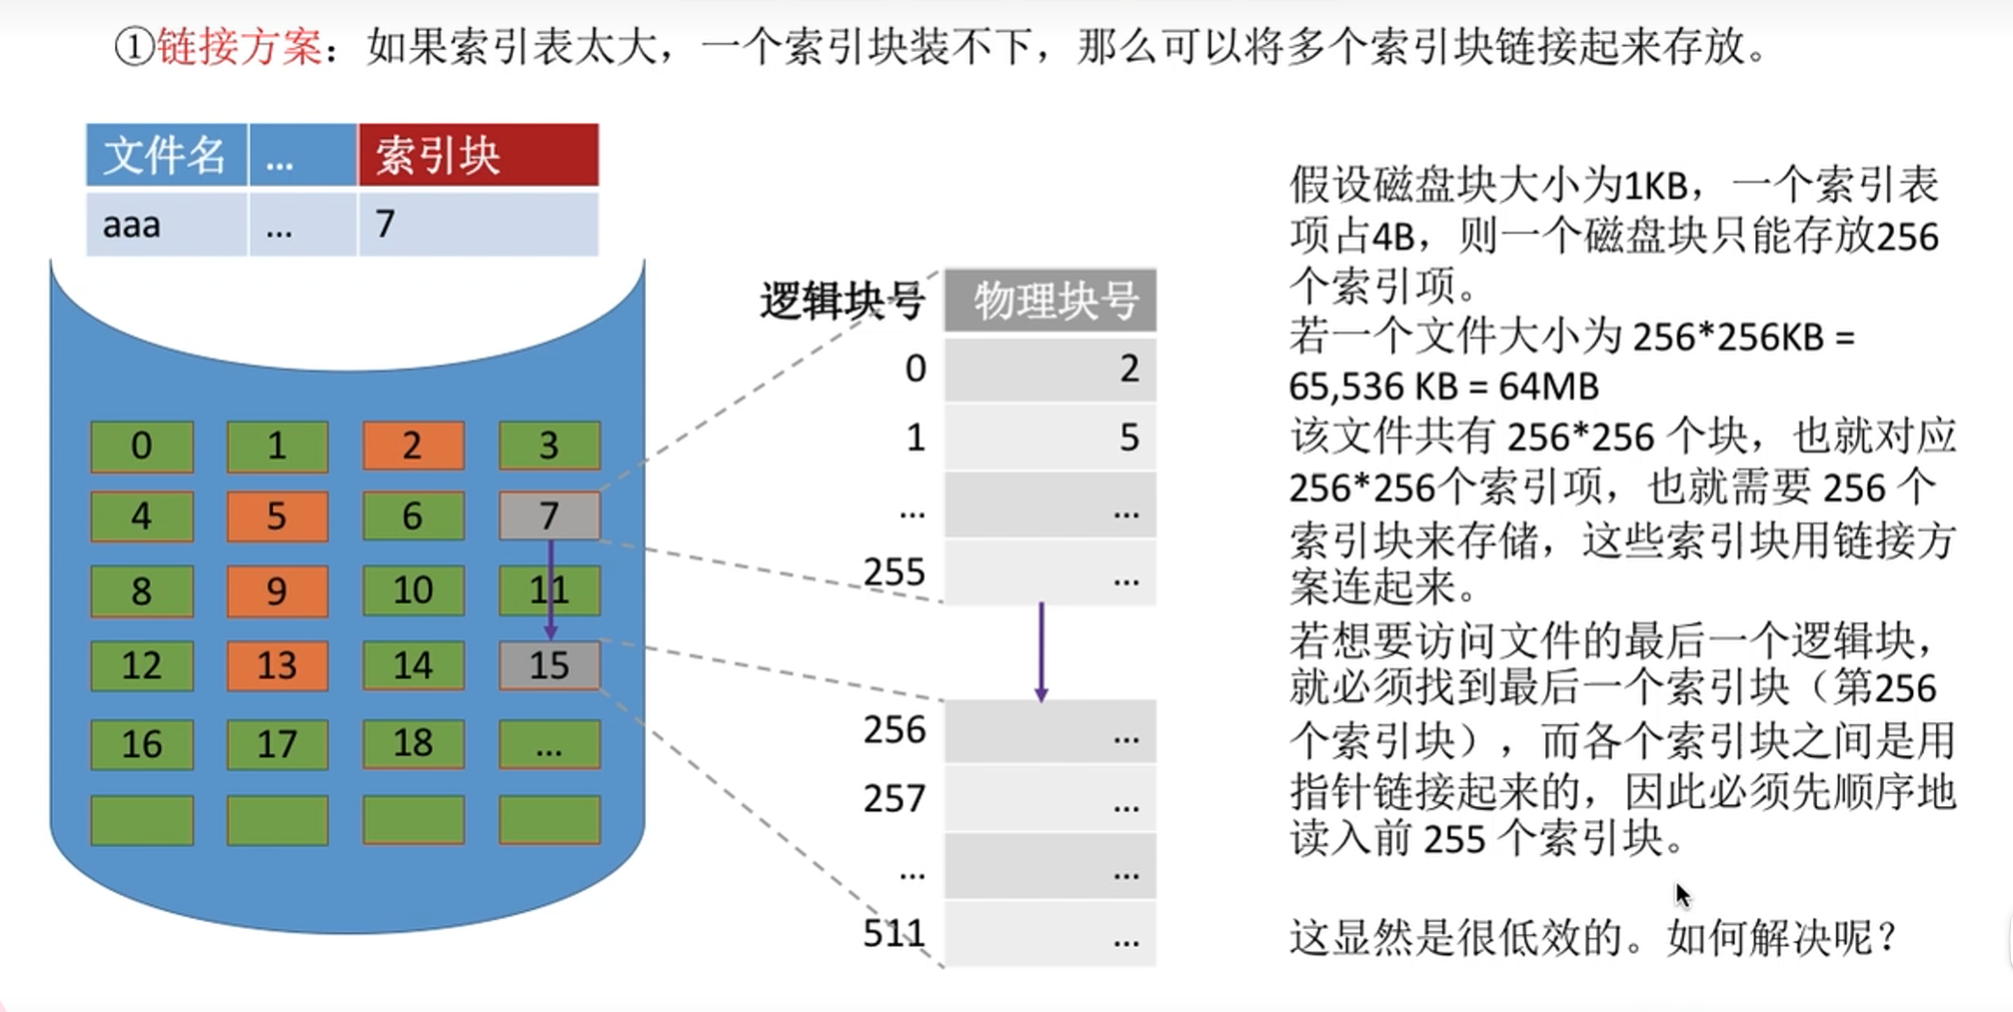 ①链接方案：如果索引表太大，一个索引块装不下，那么可以将多个索引块链接起来存放。
文件名 ... 索引块
aaa ... 7
0 1 2 3
4 5 6 7
8 9 10 11
12 13 14 15
16 17 18 ...
逻辑块号 物理块号
0 2
1 5
... ...
255 ...
256 ...
257 ...
... ...
511 ...
假设磁盘块大小为1KB，一个索引表
项占4B，则一个磁盘块只能存放256
个索引项。
若一个文件大小为 256*256KB =
65,536 KB = 64MB
该文件共有 256*256 个块，也就对应
256*256个索引项，也就需要 256 个
索引块来存储，这些索引块用链接方
案连起来。
若想要访问文件的最后一个逻辑块，
就必须找到最后一个索引块（第256
个索引块），而各个索引块之间是用
指针链接起来的，因此必须先顺序地
读入前 255 个索引块。
这显然是很低效的。如何解决呢？